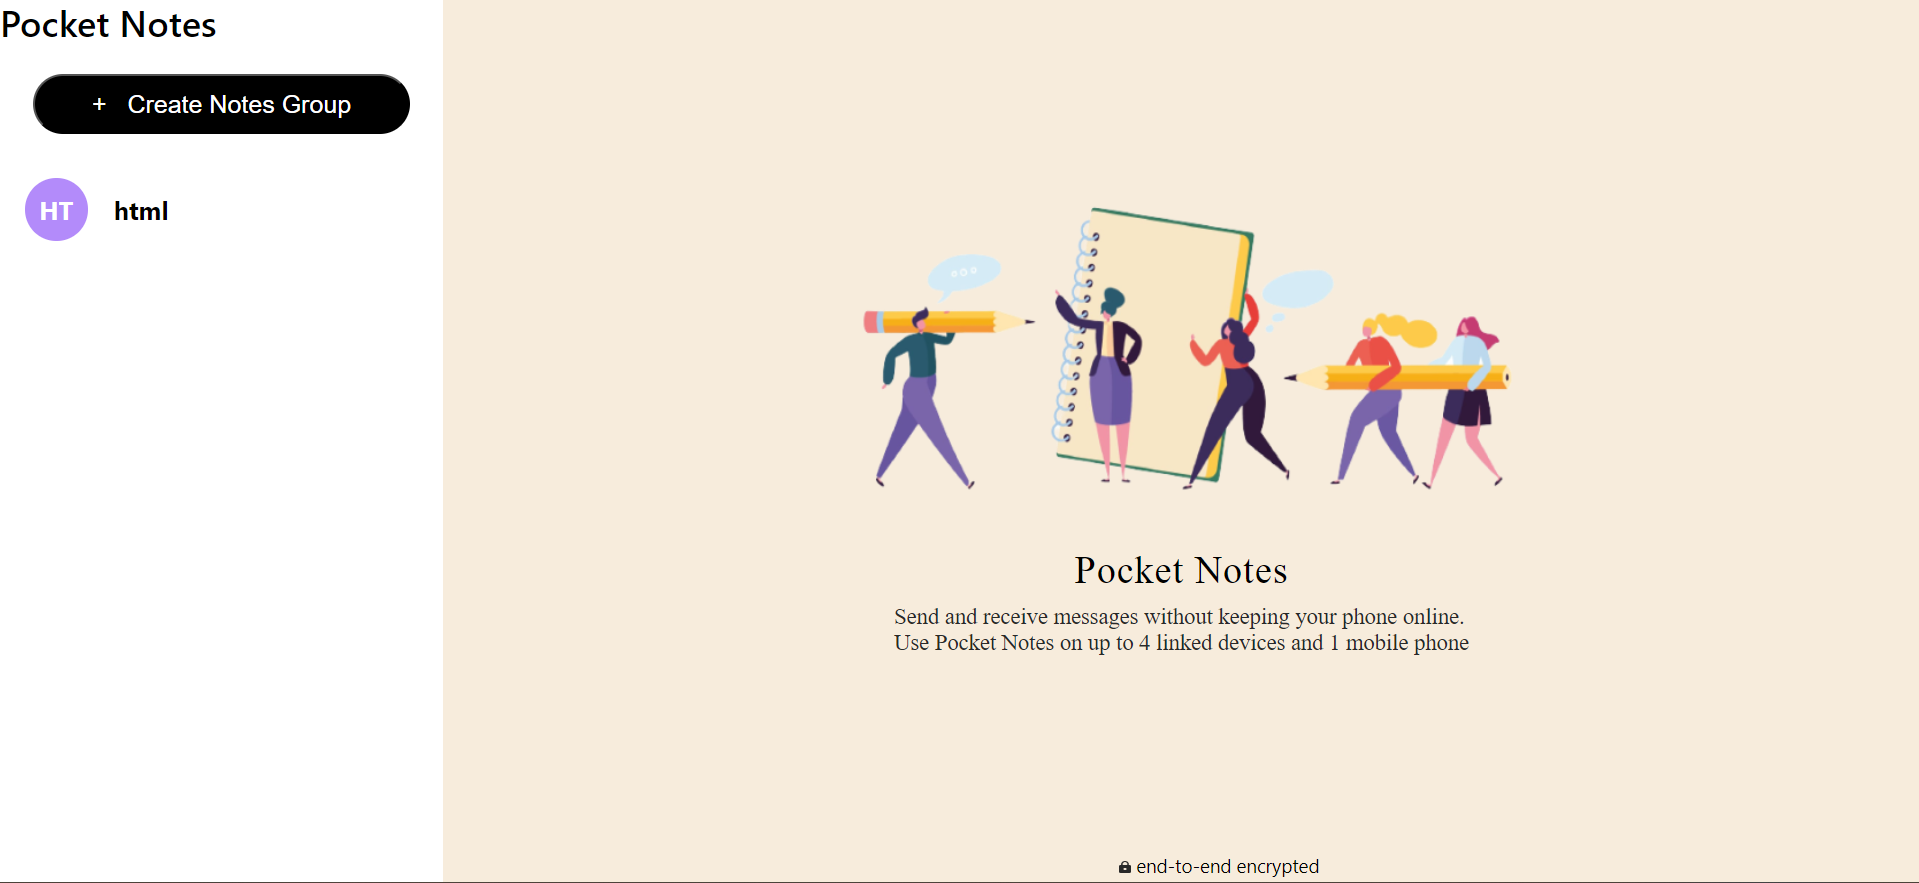 Pocket Notes
+ Create Notes Group
HT html
Pocket Notes
Send and receive messages without keeping your phone online.
Use Pocket Notes on up to 4 linked devices and 1 mobile phone
end-to-end encrypted